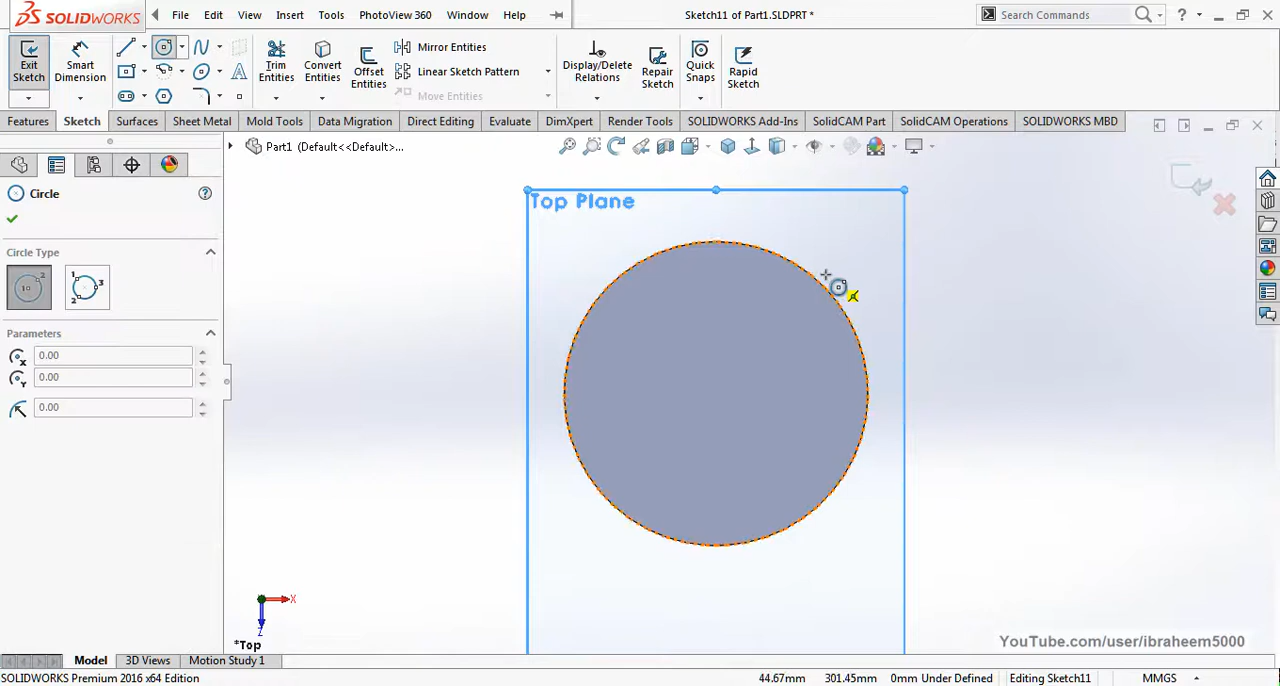 SOLIDWORKS File Edit View Insert Tools PhotoView 360 Window Help Sketch11 of Part1.SLDPRT * Search Commands ?
Exit Sketch
Smart Dimension
Trim Entities
Convert Entities
Offset Entities
Mirror Entities
Linear Sketch Pattern
Move Entities
Display/Delete Relations
Repair Sketch
Quick Snaps
Rapid Sketch
Features Sketch Surfaces Sheet Metal Mold Tools Data Migration Direct Editing Evaluate DimXpert Render Tools SOLIDWORKS Add-Ins SolidCAM Part SolidCAM Operations SOLIDWORKS MBD
Part1 (Default<<Default>...
Circle
Circle Type
Parameters
0.00
0.00
0.00
Top Plane
X
Z
*Top
YouTube.com/user/ibraheem5000
Model 3D Views Motion Study 1
SOLIDWORKS Premium 2016 x64 Edition 44.67mm 301.45mm 0mm Under Defined Editing Sketch11 MMGS